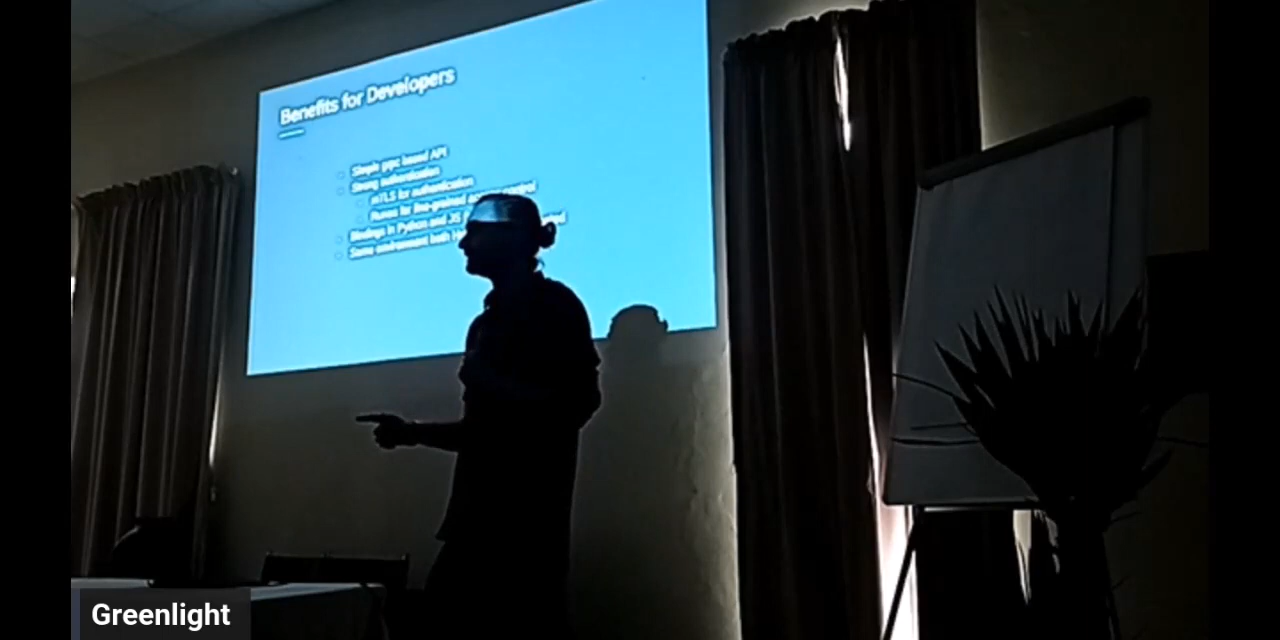 Benefits for Developers
Simple grpc based API
Strong authentication
mTLS for authentication
Runes for fine-grained access control
Bindings in Python and JS
Same environment both
Greenlight